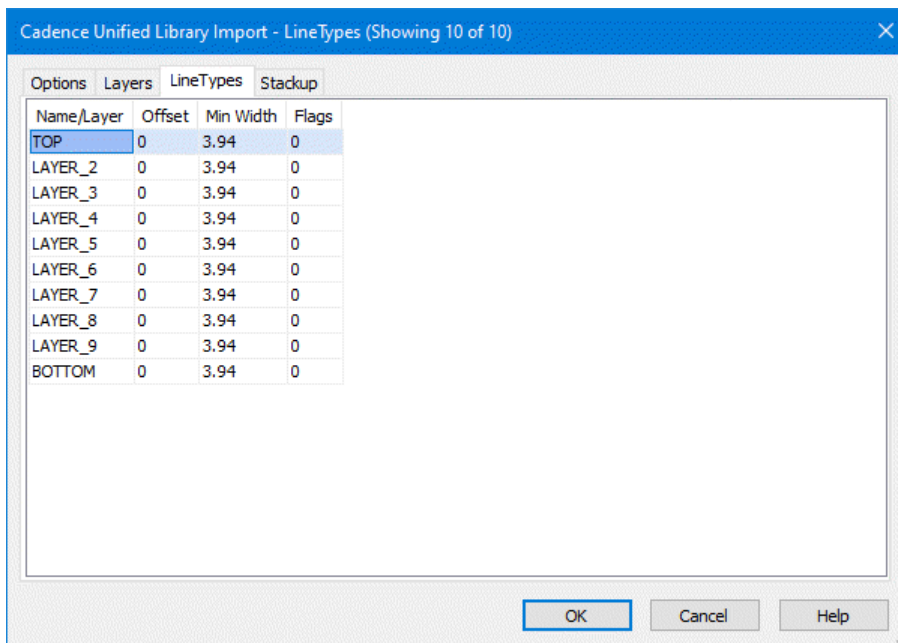 Cadence Unified Library Import - LineTypes (Showing 10 of 10)
Options Layers LineTypes Stackup
Name/Layer Offset Min Width Flags
TOP 0 3.94 0
LAYER_2 0 3.94 0
LAYER_3 0 3.94 0
LAYER_4 0 3.94 0
LAYER_5 0 3.94 0
LAYER_6 0 3.94 0
LAYER_7 0 3.94 0
LAYER_8 0 3.94 0
LAYER_9 0 3.94 0
BOTTOM 0 3.94 0
OK Cancel Help